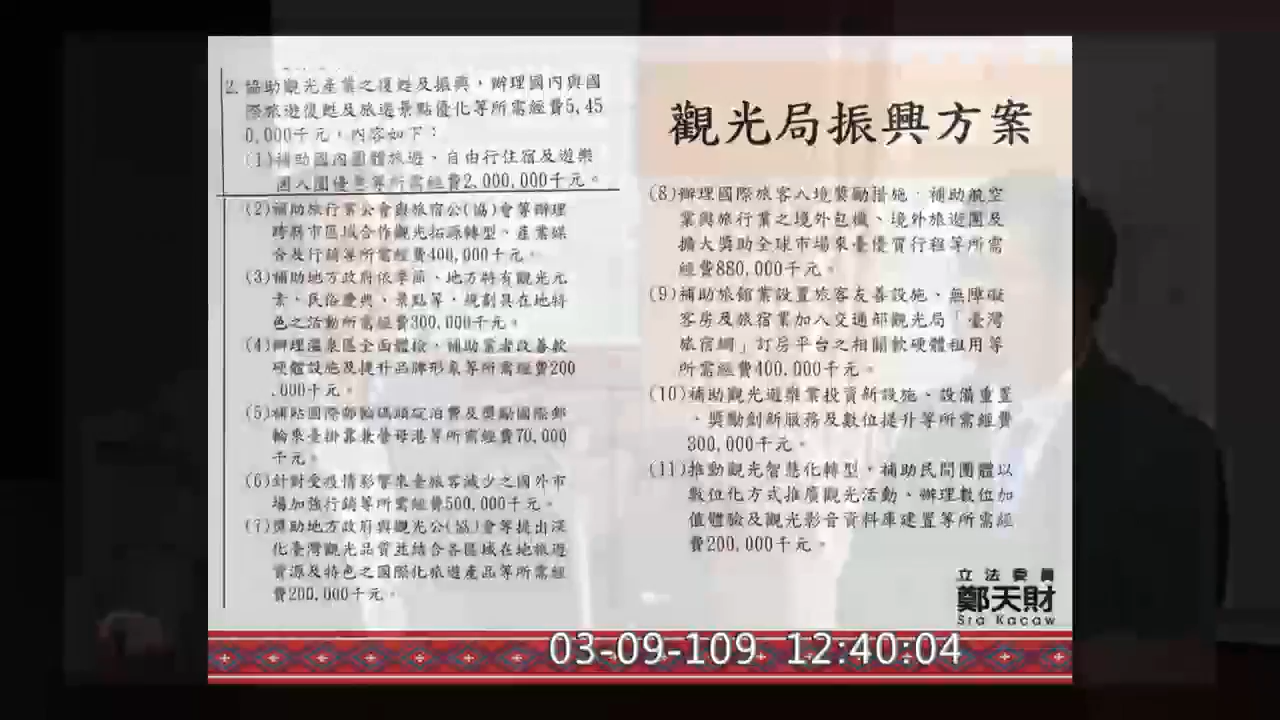 2. 協助觀光產業之復甦及振興，辦理國內與國
際旅遊復甦及旅遊景點優化等所需經費5,45
0,000千元，內容如下：
(1)補助國內團體旅遊、自由行住宿及遊樂
園入園優惠等所需經費2,000,000千元。
(2)補助旅行業公會與旅宿公(協)會等辦理
跨縣市區域合作觀光拓源轉型、產業媒
合及行銷等所需經費400,000千元。
(3)補助地方政府依季節、地方特有觀光元
素、民俗慶典、景點等，規劃具在地特
色之活動所需經費300,000千元。
(4)辦理溫泉區全面體檢，補助業者改善軟
硬體設施及提升品牌形象等所需經費200
,000千元。
(5)補貼國際郵輪碼頭碇泊費及獎勵國際郵
輪來臺掛靠兼營母港等所需經費70,000
千元。
(6)針對受疫情影響來臺旅客減少之國外市
場加強行銷等所需經費500,000千元。
(7)獎助地方政府與觀光公(協)會等提出深
化臺灣觀光品質並結合各區域在地旅遊
資源及特色之國際化旅遊產品等所需經
費200,000千元。
觀光局振興方案
(8)辦理國際旅客入境獎勵措施，補助航空
業與旅行業之境外包機、境外旅遊團及
擴大獎助全球市場來臺優質行程等所需
經費880,000千元。
(9)補助旅館業設置旅客友善設施、無障礙
客房及旅宿業加入交通部觀光局「臺灣
旅宿網」訂房平台之相關軟硬體租用等
所需經費400,000千元。
(10)補助觀光遊樂業投資新設施、設備重置
、獎勵創新服務及數位提升等所需經費
300,000千元。
(11)推動觀光智慧化轉型，補助民間團體以
數位化方式推廣觀光活動、辦理數位加
值體驗及觀光影音資料庫建置等所需經
費200,000千元。
立法委員
鄭天財
Sra Kacaw
03-09-109 12:40:04